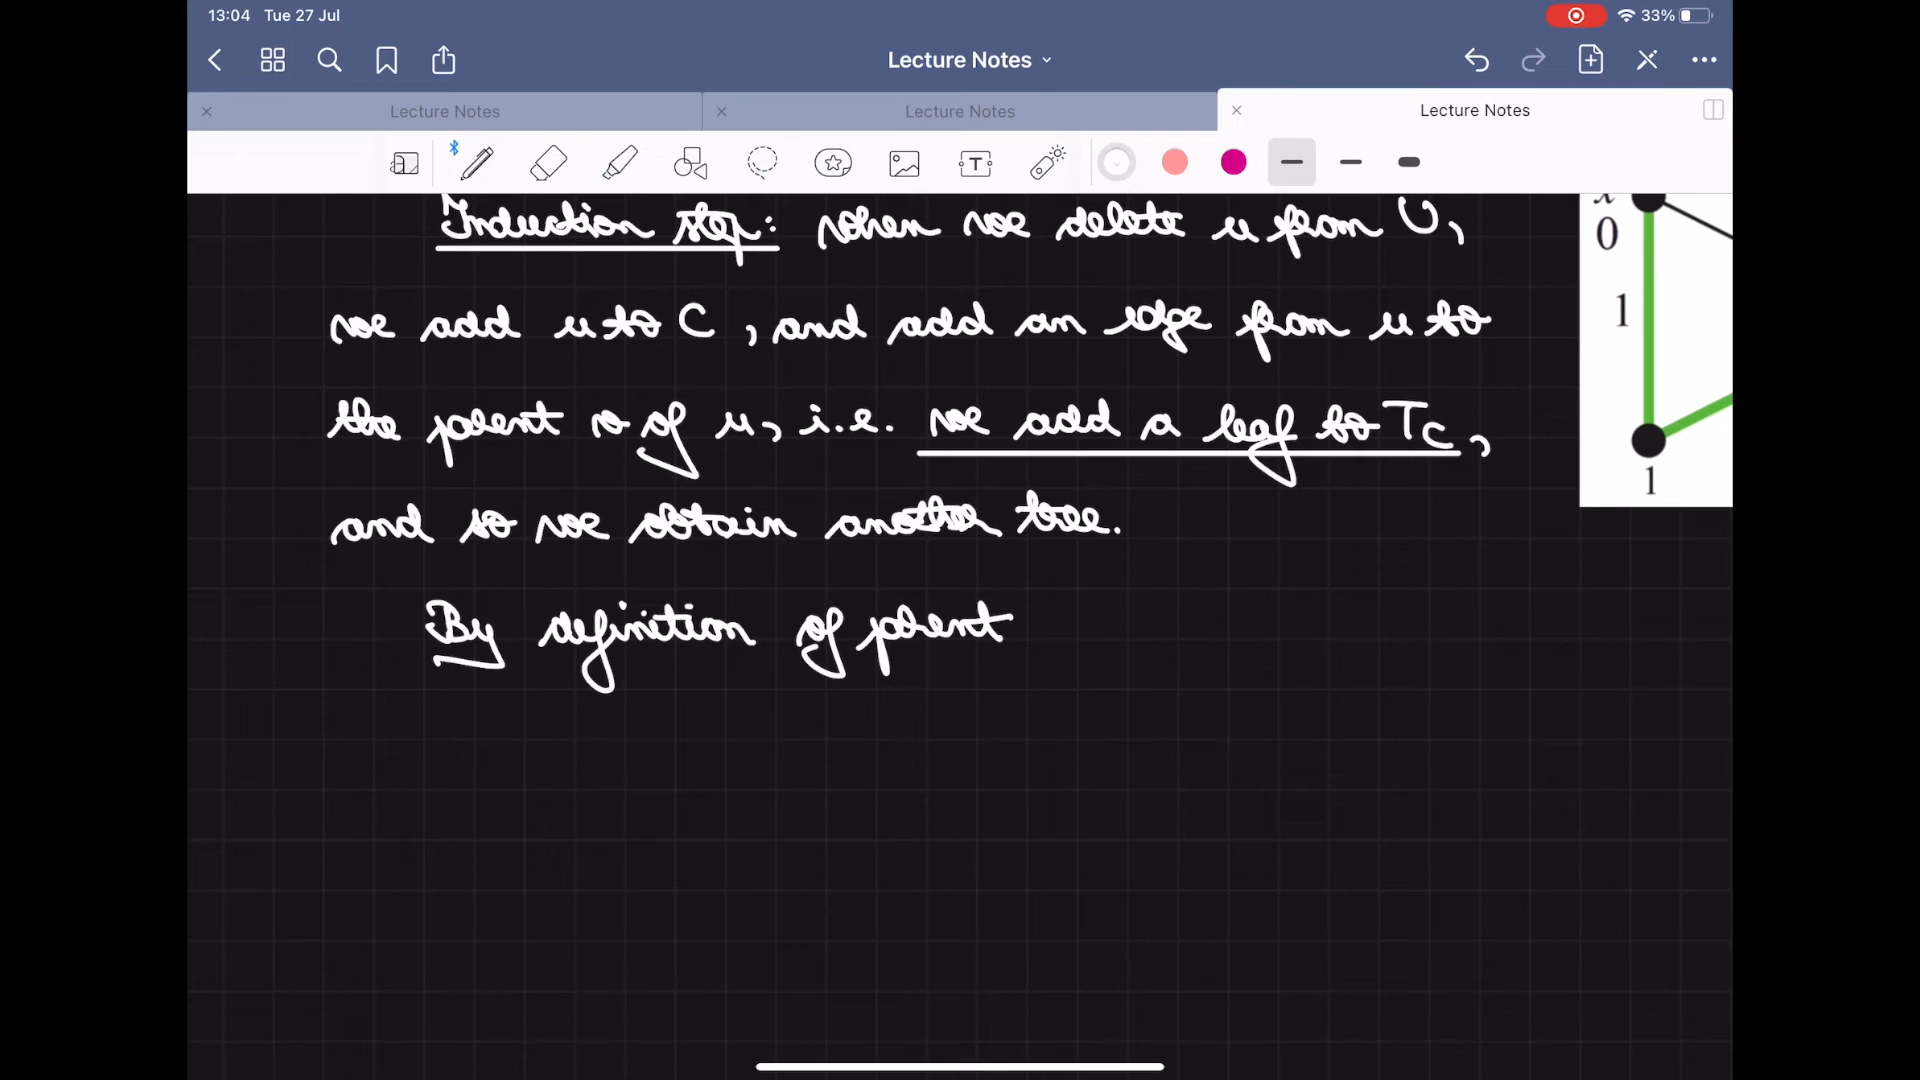 13:04 Tue 27 Jul
33%
Lecture Notes
Lecture Notes
Lecture Notes
Lecture Notes
Induction step: when we delete u from U,
we add u to C, and add an edge from u to
the parent v of u, i.e. we add a leaf to TC,
and so we obtain another tree.
By definition of parent
x
0
1
1